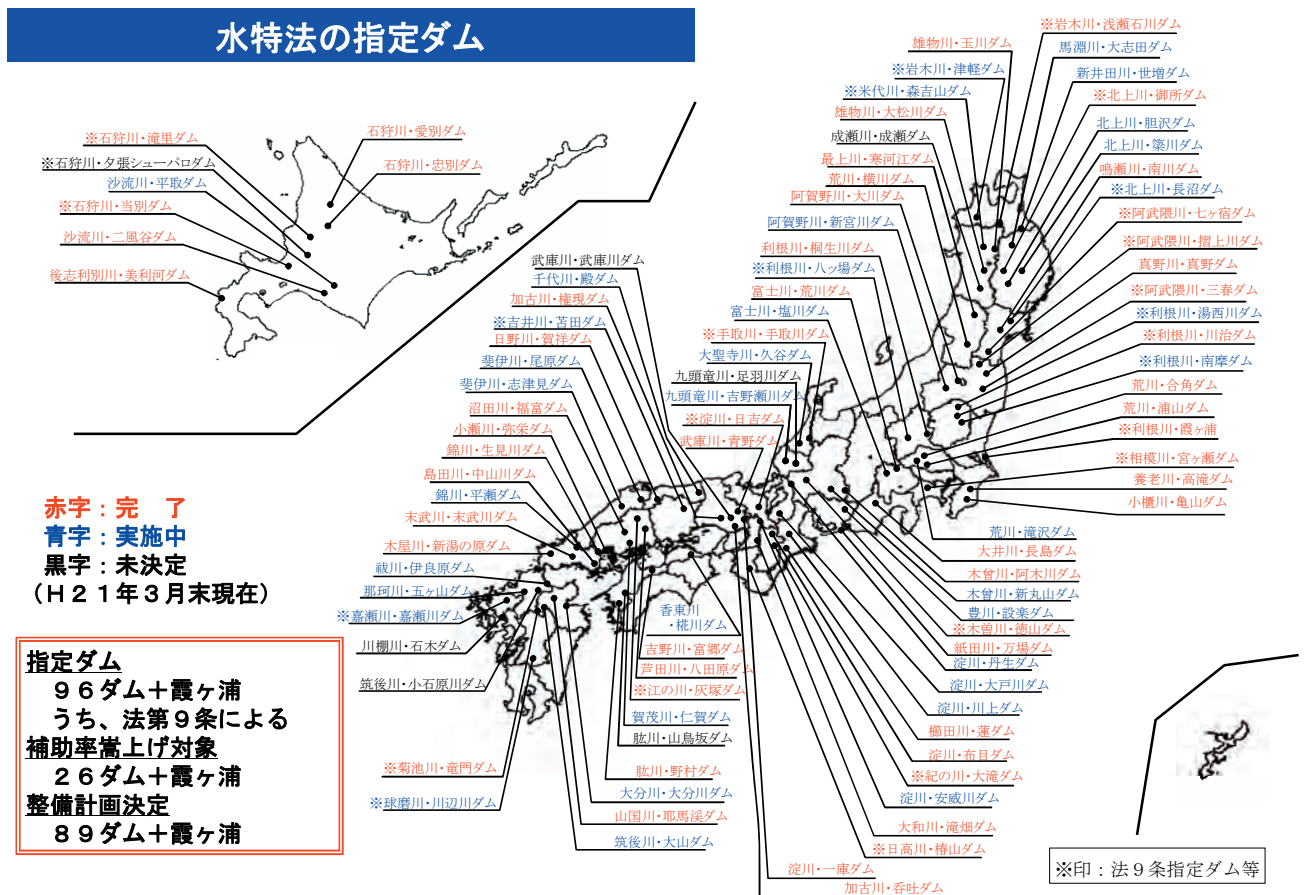 水特法の指定ダム
※石狩川・滝里ダム
※石狩川・夕張シューパロダム
沙流川・平取ダム
※石狩川・当別ダム
沙流川・二風谷ダム
後志利別川・美利河ダム
石狩川・愛別ダム
石狩川・忠別ダム
雄物川・玉川ダム
※岩木川・津軽ダム
※米代川・森吉山ダム
雄物川・大松川ダム
成瀬川・成瀬ダム
最上川・寒河江ダム
荒川・横川ダム
阿賀野川・大川ダム
阿賀野川・新宮川ダム
利根川・桐生川ダム
※利根川・八ッ場ダム
富士川・荒川ダム
富士川・塩川ダム
※手取川・手取川ダム
大聖寺川・久谷ダム
九頭竜川・足羽川ダム
九頭竜川・吉野瀬川ダム
※淀川・日吉ダム
武庫川・青野ダム
※岩木川・浅瀬石川ダム
馬淵川・大志田ダム
新井田川・世増ダム
※北上川・御所ダム
北上川・胆沢ダム
北上川・簗川ダム
鳴瀬川・南川ダム
※北上川・長沼ダム
※阿武隈川・七ヶ宿ダム
※阿武隈川・摺上川ダム
真野川・真野ダム
※阿武隈川・三春ダム
※利根川・湯西川ダム
※利根川・川治ダム
※利根川・南摩ダム
荒川・合角ダム
荒川・浦山ダム
※利根川・霞ヶ浦
※相模川・宮ヶ瀬ダム
養老川・高滝ダム
小櫃川・亀山ダム
武庫川・武庫川ダム
千代川・殿ダム
加古川・権現ダム
※吉井川・苫田ダム
日野川・賀祥ダム
斐伊川・尾原ダム
斐伊川・志津見ダム
沼田川・福富ダム
小瀬川・弥栄ダム
錦川・生見川ダム
島田川・中山川ダム
錦川・平瀬ダム
末武川・末武川ダム
木屋川・新湯の原ダム
祓川・伊良原ダム
那珂川・五ヶ山ダム
※嘉瀬川・嘉瀬川ダム
川棚川・石木ダム
筑後川・小石原川ダム
※菊池川・竜門ダム
※球磨川・川辺川ダム
荒川・滝沢ダム
大井川・長島ダム
木曽川・阿木川ダム
木曽川・新丸山ダム
豊川・設楽ダム
※木曽川・徳山ダム
紙田川・万場ダム
淀川・丹生ダム
淀川・大戸川ダム
淀川・川上ダム
櫛田川・蓮ダム
淀川・布目ダム
※紀の川・大滝ダム
淀川・安威川ダム
大和川・滝畑ダム
※日高川・椿山ダム
淀川・一庫ダム
加古川・呑吐ダム
香東川
・椛川ダム
吉野川・富郷ダム
芦田川・八田原ダム
※江の川・灰塚ダム
賀茂川・仁賀ダム
肱川・山鳥坂ダム
肱川・野村ダム
大分川・大分川ダム
山国川・耶馬渓ダム
筑後川・大山ダム
赤字：完　了
青字：実施中
黒字：未決定
（Ｈ２１年３月末現在）
指定ダム
９６ダム＋霞ヶ浦
うち、法第９条による
補助率嵩上げ対象
２６ダム＋霞ヶ浦
整備計画決定
８９ダム＋霞ヶ浦
※印：法９条指定ダム等